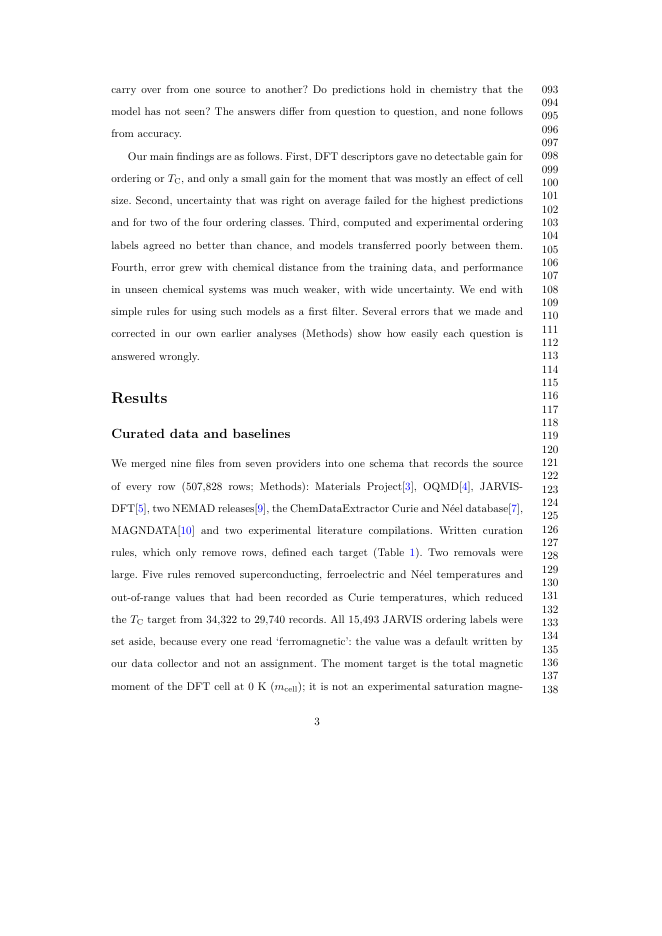 carry over from one source to another? Do predictions hold in chemistry that the
model has not seen? The answers differ from question to question, and none follows
from accuracy.
Our main findings are as follows. First, DFT descriptors gave no detectable gain for
ordering or TC, and only a small gain for the moment that was mostly an effect of cell
size. Second, uncertainty that was right on average failed for the highest predictions
and for two of the four ordering classes. Third, computed and experimental ordering
labels agreed no better than chance, and models transferred poorly between them.
Fourth, error grew with chemical distance from the training data, and performance
in unseen chemical systems was much weaker, with wide uncertainty. We end with
simple rules for using such models as a first filter. Several errors that we made and
corrected in our own earlier analyses (Methods) show how easily each question is
answered wrongly.
Results
Curated data and baselines
We merged nine files from seven providers into one schema that records the source
of every row (507,828 rows; Methods): Materials Project[3], OQMD[4], JARVIS-
DFT[5], two NEMAD releases[9], the ChemDataExtractor Curie and Néel database[7],
MAGNDATA[10] and two experimental literature compilations. Written curation
rules, which only remove rows, defined each target (Table 1). Two removals were
large. Five rules removed superconducting, ferroelectric and Néel temperatures and
out-of-range values that had been recorded as Curie temperatures, which reduced
the TC target from 34,322 to 29,740 records. All 15,493 JARVIS ordering labels were
set aside, because every one read ‘ferromagnetic’: the value was a default written by
our data collector and not an assignment. The moment target is the total magnetic
moment of the DFT cell at 0 K (mcell); it is not an experimental saturation magne-
3
093
094
095
096
097
098
099
100
101
102
103
104
105
106
107
108
109
110
111
112
113
114
115
116
117
118
119
120
121
122
123
124
125
126
127
128
129
130
131
132
133
134
135
136
137
138